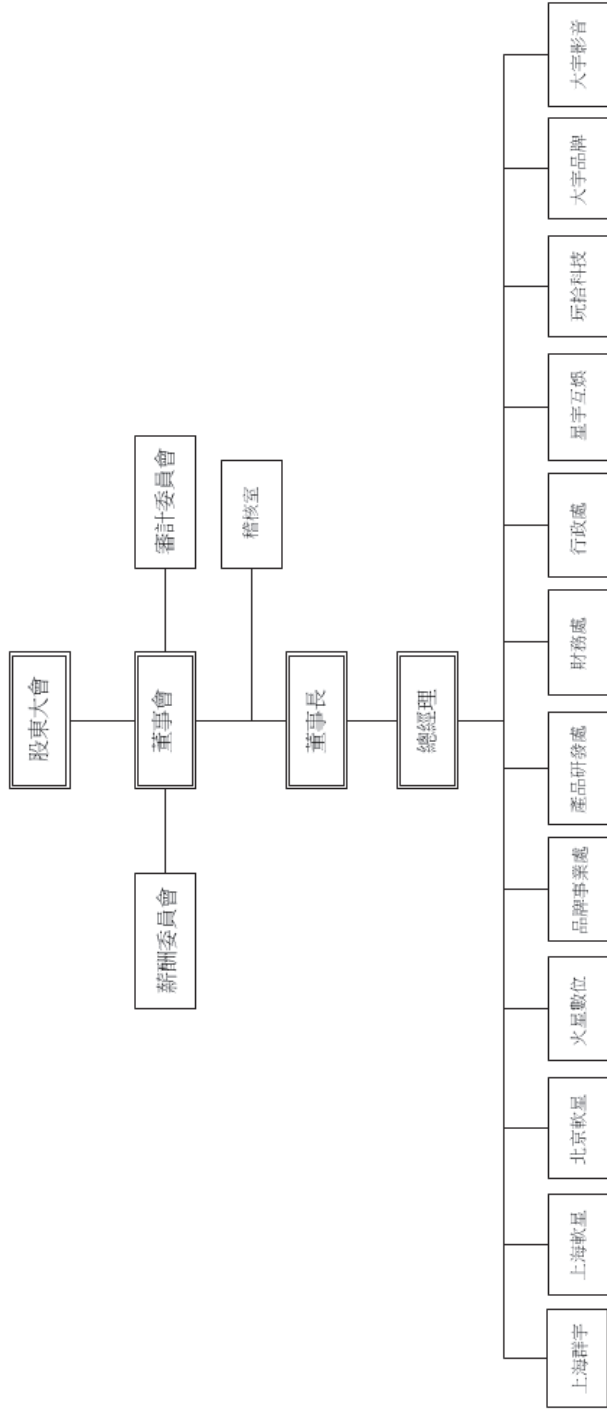 股東大會
薪酬委員會
董事會
審計委員會
稽核室
董事長
總經理
上海群宇
上海軟星
北京軟星
火星數位
品牌事業處
產品研發處
財務處
行政處
星宇互娛
玩拾科技
大宇品牌
大宇影音